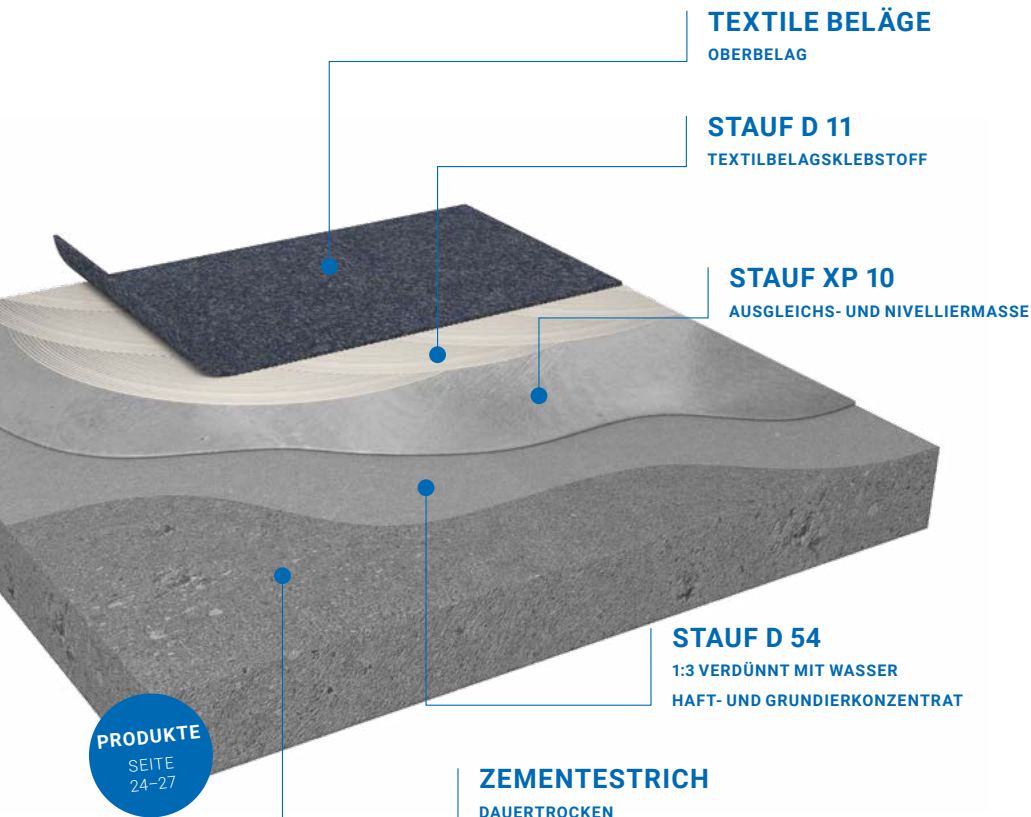 TEXTILE BELÄGE
OBERBELAG
STAUF D 11
TEXTILBELAGSKLEBSTOFF
STAUF XP 10
AUSGLEICHS- UND NIVELLIERMASSE
STAUF D 54
1:3 VERDÜNNT MIT WASSER
HAFT- UND GRUNDIERKONZENTRAT
PRODUKTE
SEITE
24–27
ZEMENTESTRICH
DAUERTROCKEN